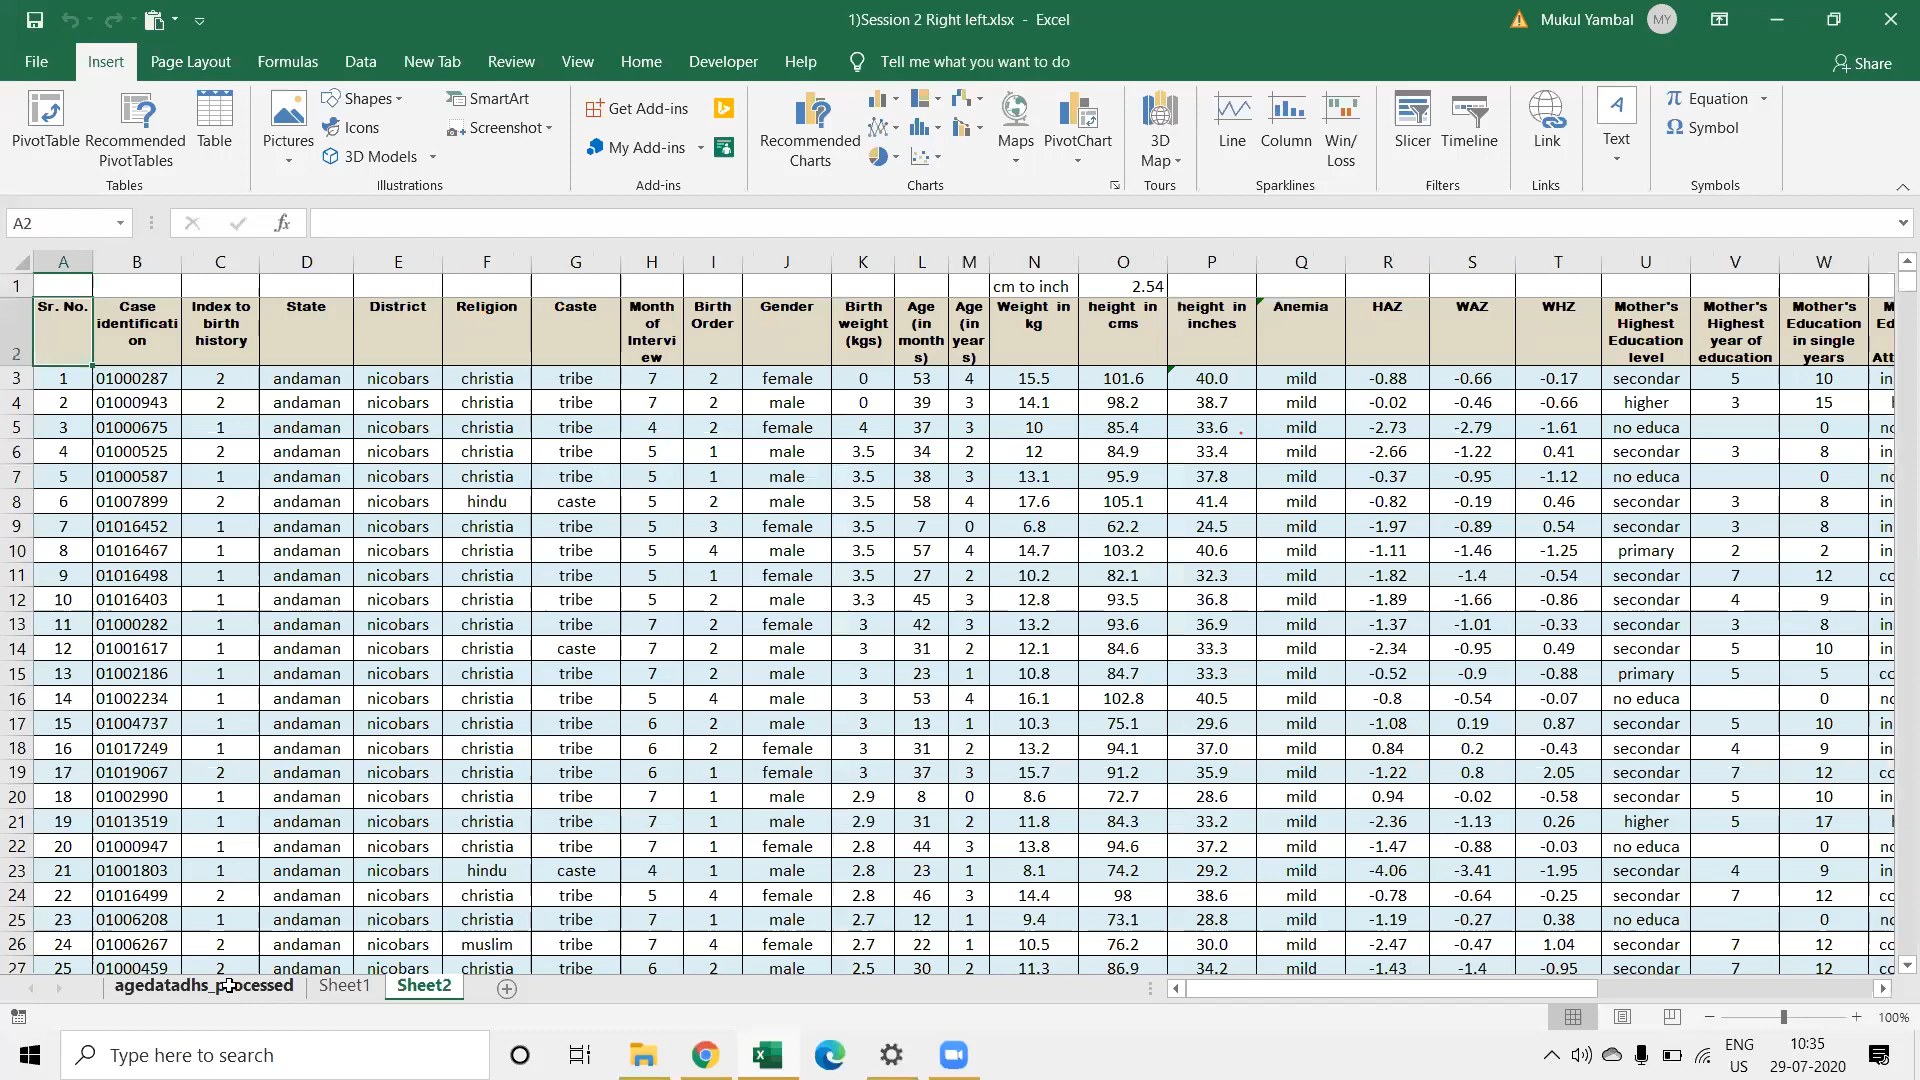 1)Session 2 Right left.xlsx - Excel
Mukul Yambal MY
File Insert Page Layout Formulas Data New Tab Review View Home Developer Help Tell me what you want to do Share
PivotTable Recommended PivotTables Table Pictures Shapes Icons 3D Models SmartArt Screenshot Get Add-ins My Add-ins Recommended Charts Maps PivotChart 3D Map Line Column Win/Loss Slicer Timeline Link Text Equation Symbol
Tables Illustrations Add-ins Charts Tours Sparklines Filters Links Symbols
A2 fx
A B C D E F G H I J K L M N O P Q R S T U V W
1 cm to inch 2.54
2 Sr. No. Case identificati on Index to birth history State District Religion Caste Month of Intervi ew Birth Order Gender Birth weight (kgs) Age (in month s) Age (in year s) Weight in kg height in cms height in inches Anemia HAZ WAZ WHZ Mother's Highest Education level Mother's Highest year of education Mother's Education in single years
3 1 01000287 2 andaman nicobars christia tribe 7 2 female 0 53 4 15.5 101.6 40.0 mild -0.88 -0.66 -0.17 secondar 5 10 in
4 2 01000943 2 andaman nicobars christia tribe 7 2 male 0 39 3 14.1 98.2 38.7 mild -0.02 -0.46 -0.66 higher 3 15
5 3 01000675 1 andaman nicobars christia tribe 4 2 female 4 37 3 10 85.4 33.6 mild -2.73 -2.79 -1.61 no educa 0 nc
6 4 01000525 2 andaman nicobars christia tribe 5 1 male 3.5 34 2 12 84.9 33.4 mild -2.66 -1.22 0.41 secondar 3 8 in
7 5 01000587 1 andaman nicobars christia tribe 5 1 male 3.5 38 3 13.1 95.9 37.8 mild -0.37 -0.95 -1.12 no educa 0 nc
8 6 01007899 2 andaman nicobars hindu caste 5 2 male 3.5 58 4 17.6 105.1 41.4 mild -0.82 -0.19 0.46 secondar 3 8 in
9 7 01016452 1 andaman nicobars christia tribe 5 3 female 3.5 7 0 6.8 62.2 24.5 mild -1.97 -0.89 0.54 secondar 3 8 in
10 8 01016467 1 andaman nicobars christia tribe 5 4 male 3.5 57 4 14.7 103.2 40.6 mild -1.11 -1.46 -1.25 primary 2 2 in
11 9 01016498 1 andaman nicobars christia tribe 5 1 female 3.5 27 2 10.2 82.1 32.3 mild -1.82 -1.4 -0.54 secondar 7 12 cc
12 10 01016403 1 andaman nicobars christia tribe 5 2 male 3.3 45 3 12.8 93.5 36.8 mild -1.89 -1.66 -0.86 secondar 4 9 in
13 11 01000282 1 andaman nicobars christia tribe 7 2 female 3 42 3 13.2 93.6 36.9 mild -1.37 -1.01 -0.33 secondar 3 8 in
14 12 01001617 1 andaman nicobars christia caste 7 2 male 3 31 2 12.1 84.6 33.3 mild -2.34 -0.95 0.49 secondar 5 10 in
15 13 01002186 1 andaman nicobars christia tribe 7 2 male 3 23 1 10.8 84.7 33.3 mild -0.52 -0.9 -0.88 primary 5 5 cc
16 14 01002234 1 andaman nicobars christia tribe 5 4 male 3 53 4 16.1 102.8 40.5 mild -0.8 -0.54 -0.07 no educa 0 nc
17 15 01004737 1 andaman nicobars christia tribe 6 2 male 3 13 1 10.3 75.1 29.6 mild -1.08 0.19 0.87 secondar 5 10 in
18 16 01017249 1 andaman nicobars christia tribe 6 2 female 3 31 2 13.2 94.1 37.0 mild 0.84 0.2 -0.43 secondar 4 9 in
19 17 01019067 2 andaman nicobars christia tribe 6 1 female 3 37 3 15.7 91.2 35.9 mild -1.22 0.8 2.05 secondar 7 12 cc
20 18 01002990 1 andaman nicobars christia tribe 7 1 male 2.9 8 0 8.6 72.7 28.6 mild 0.94 -0.02 -0.58 secondar 5 10 in
21 19 01013519 1 andaman nicobars christia tribe 7 1 male 2.9 31 2 11.8 84.3 33.2 mild -2.36 -1.13 0.26 higher 5 17
22 20 01000947 1 andaman nicobars christia tribe 7 1 female 2.8 44 3 13.8 94.6 37.2 mild -1.47 -0.88 -0.03 no educa 0 nc
23 21 01001803 1 andaman nicobars hindu caste 4 1 male 2.8 23 1 8.1 74.2 29.2 mild -4.06 -3.41 -1.95 secondar 4 9 in
24 22 01016499 2 andaman nicobars christia tribe 5 4 female 2.8 46 3 14.4 98 38.6 mild -0.78 -0.64 -0.25 secondar 7 12 cc
25 23 01006208 1 andaman nicobars christia tribe 7 1 male 2.7 12 1 9.4 73.1 28.8 mild -1.19 -0.27 0.38 no educa 0 nc
26 24 01006267 2 andaman nicobars muslim tribe 7 4 female 2.7 22 1 10.5 76.2 30.0 mild -2.47 -0.47 1.04 secondar 7 12 cc
27 25 01000459 2 andaman nicobars christia tribe 6 2 male 2.5 30 2 11.3 86.9 34.2 mild -1.43 -1.4 -0.95 secondar 7 12 cc
agedatadhs_processed Sheet1 Sheet2
100%
Type here to search
ENG 10:35
US 29-07-2020